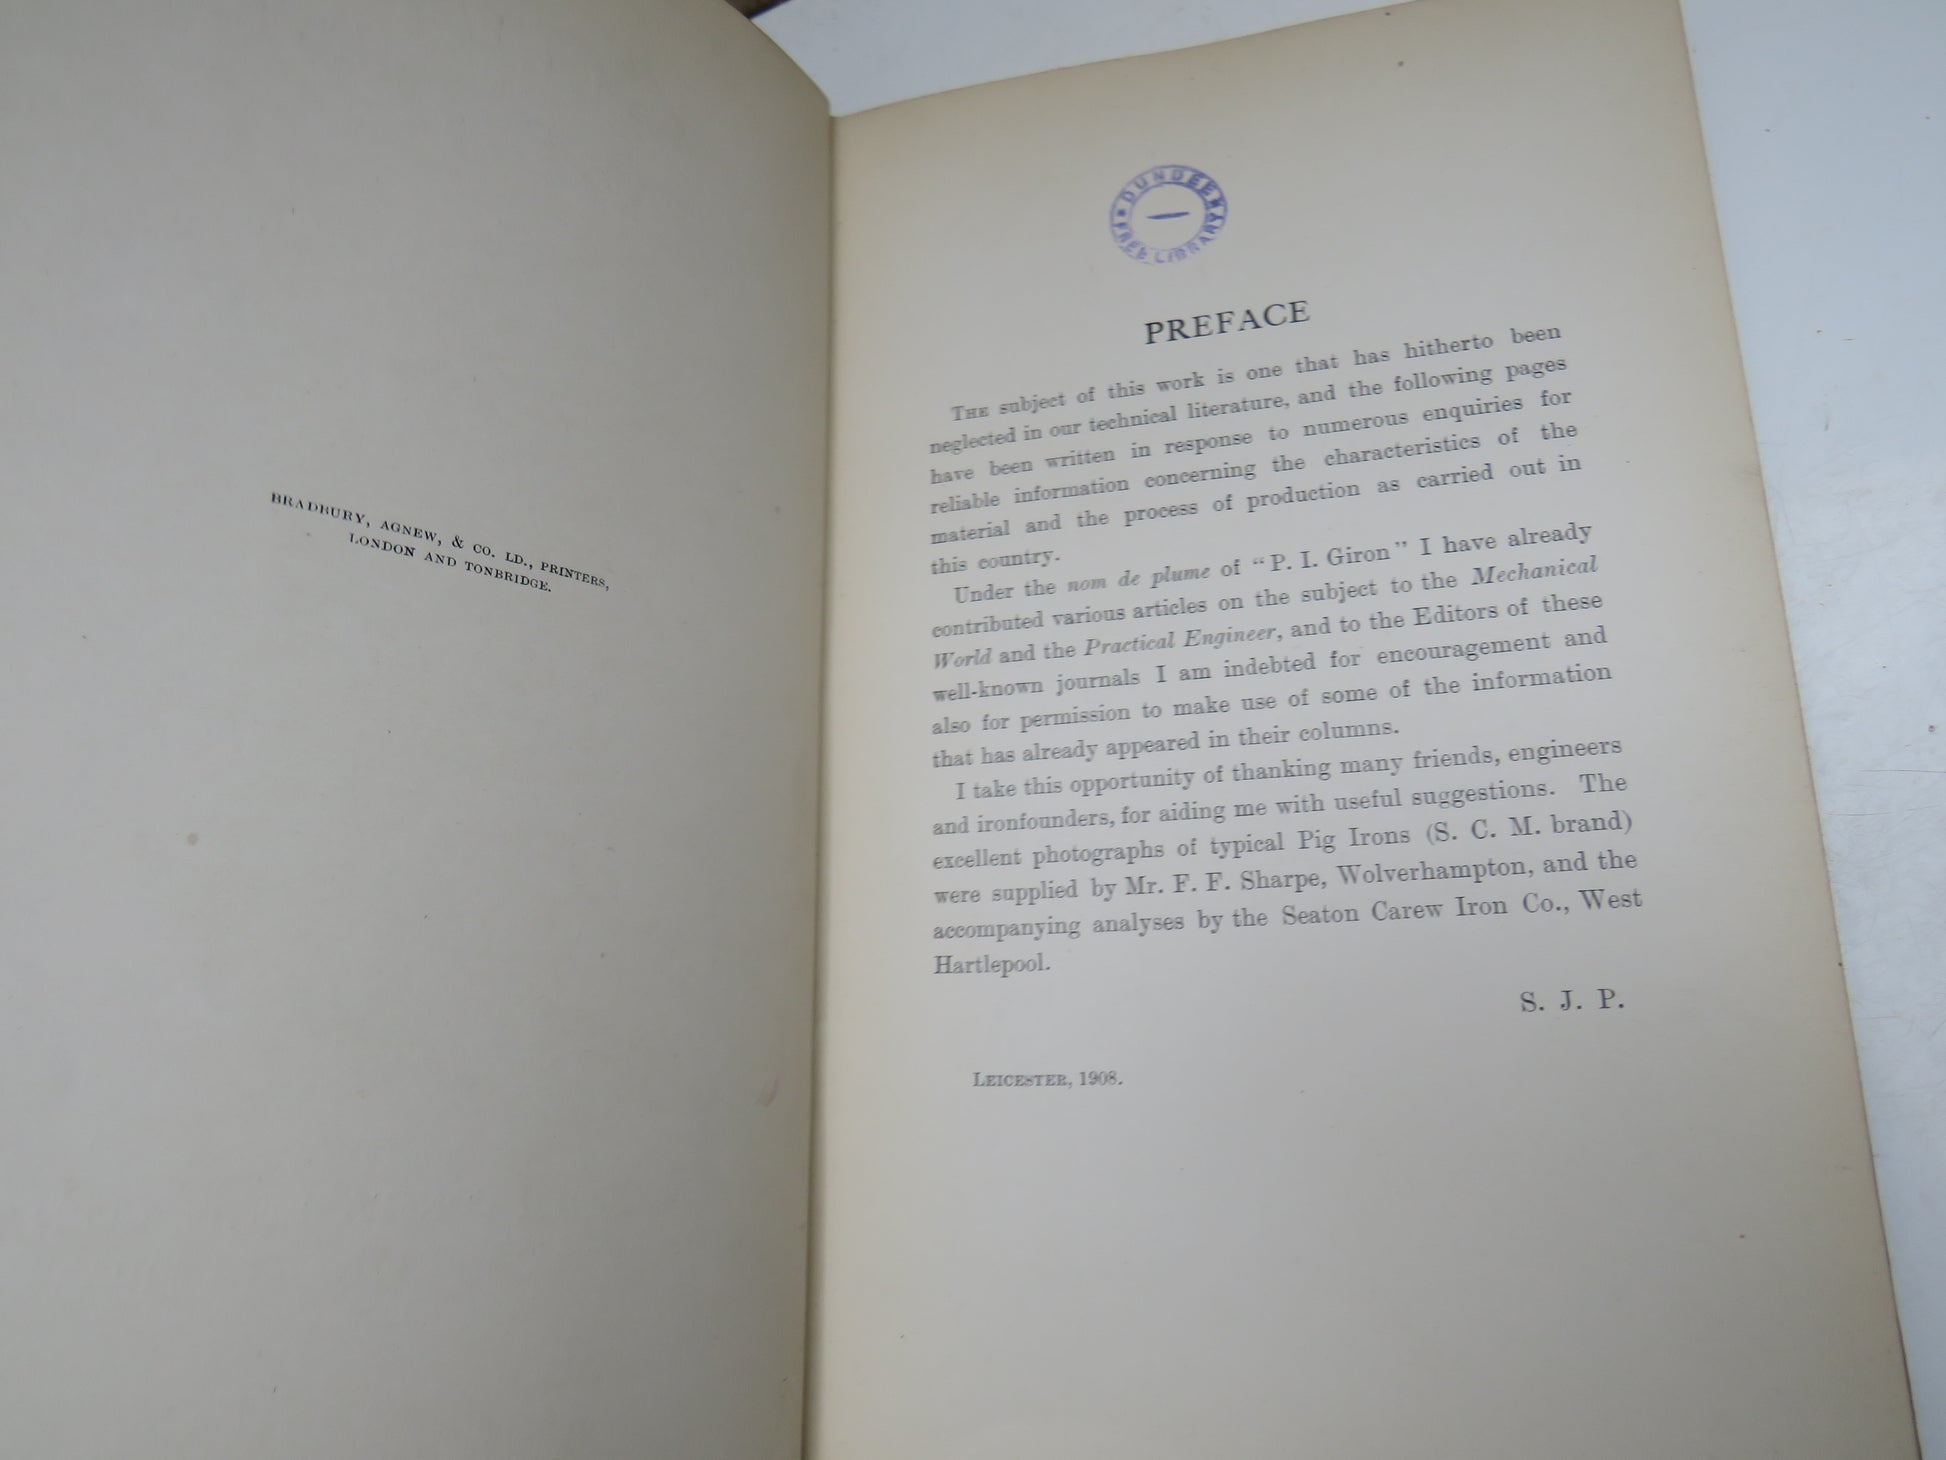 BRADBURY, AGNEW, & CO. LD., PRINTERS,
LONDON AND TONBRIDGE.
DUNDEE
FREE LIBRARY
PREFACE
THE subject of this work is one that has hitherto been
neglected in our technical literature, and the following pages
have been written in response to numerous enquiries for
reliable information concerning the characteristics of the
material and the process of production as carried out in
this country.
Under the nom de plume of “P. I. Giron” I have already
contributed various articles on the subject to the Mechanical
World and the Practical Engineer, and to the Editors of these
well-known journals I am indebted for encouragement and
also for permission to make use of some of the information
that has already appeared in their columns.
I take this opportunity of thanking many friends, engineers
and ironfounders, for aiding me with useful suggestions. The
excellent photographs of typical Pig Irons (S. C. M. brand)
were supplied by Mr. F. F. Sharpe, Wolverhampton, and the
accompanying analyses by the Seaton Carew Iron Co., West
Hartlepool.
S. J. P.
LEICESTER, 1908.